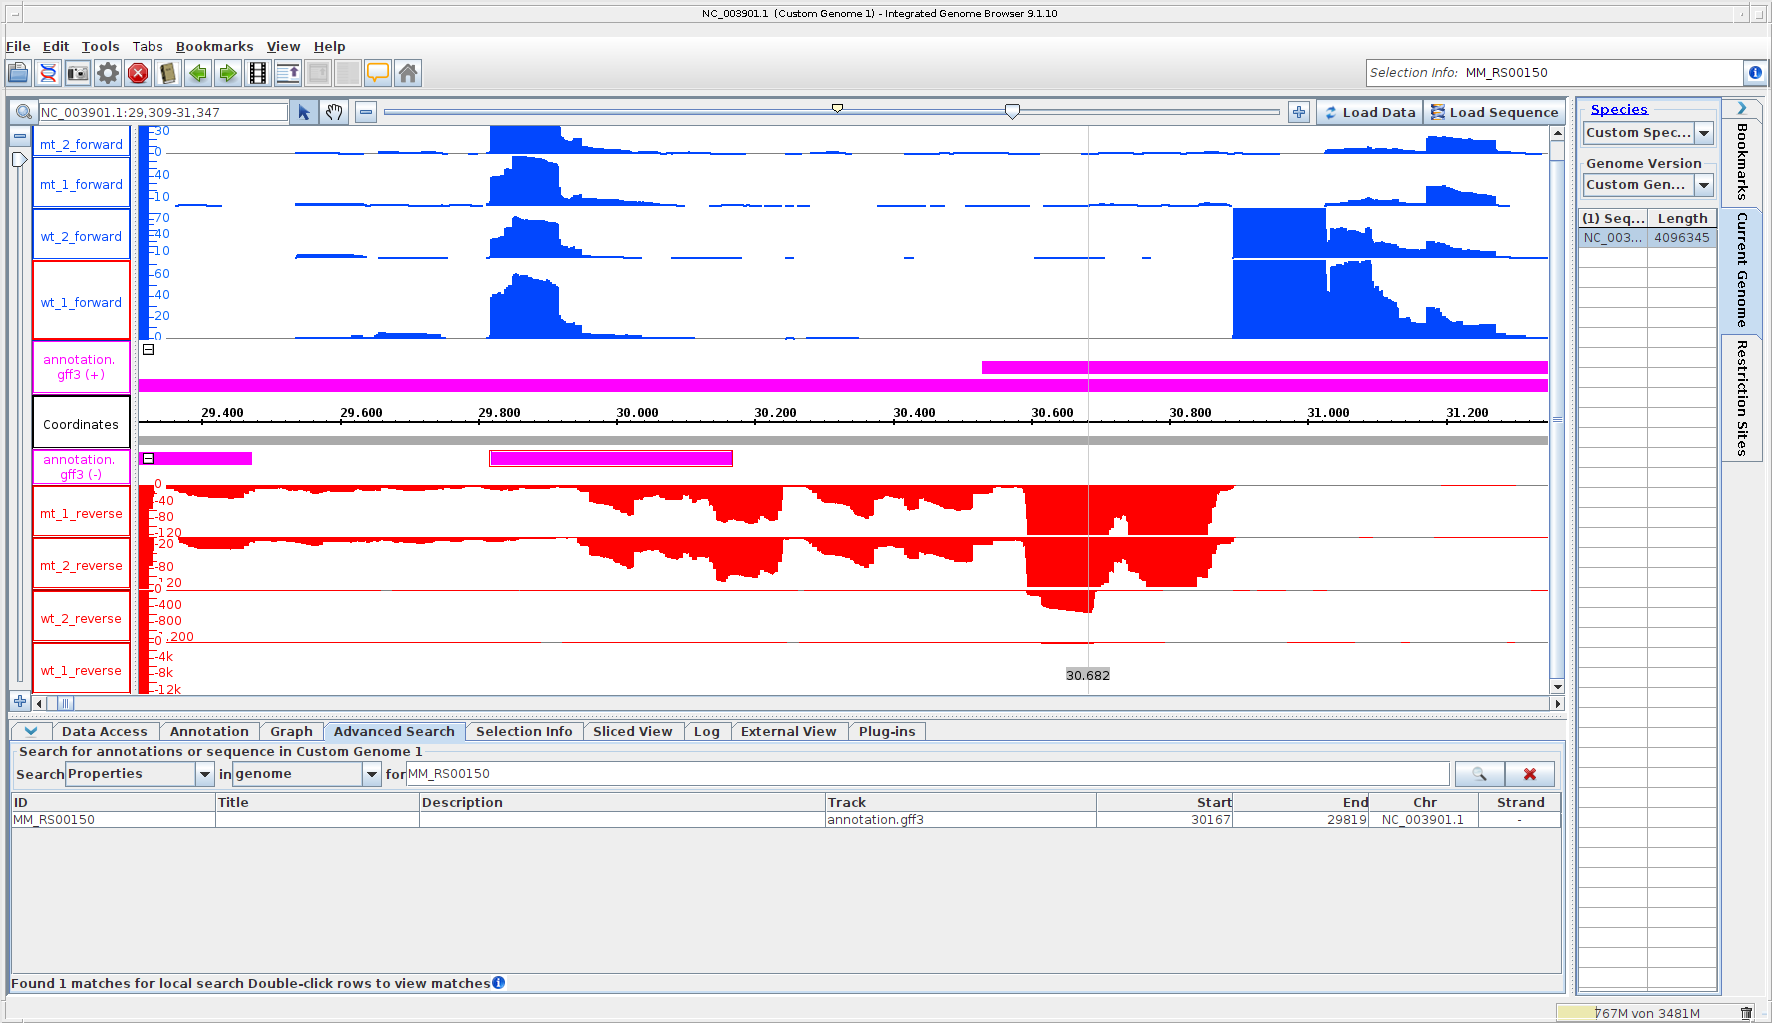 NC_003901.1 (Custom Genome 1) - Integrated Genome Browser 9.1.10
File Edit Tools Tabs Bookmarks View Help
Selection Info: MM_RS00150
NC_003901.1:29,309-31,347
Load Data
Load Sequence
mt_2_forward
30
0
mt_1_forward
40
10
wt_2_forward
70
40
10
wt_1_forward
60
40
20
0
annotation.
gff3 (+)
Coordinates
29.400 29.600 29.800 30.000 30.200 30.400 30.600 30.800 31.000 31.200
annotation.
gff3 (-)
mt_1_reverse
0
-40
-80
-120
mt_2_reverse
-20
-80
-120
wt_2_reverse
0
-400
-800
-1.200
wt_1_reverse
0
-4k
-8k
-12k
30.682
Species
Custom Spec...
Genome Version
Custom Gen...
(1) Seq... Length
NC_003... 4096345
Bookmarks
Current Genome
Restriction Sites
Data Access Annotation Graph Advanced Search Selection Info Sliced View Log External View Plug-ins
Search for annotations or sequence in Custom Genome 1
Search Properties in genome for MM_RS00150
ID Title Description Track Start End Chr Strand
MM_RS00150 annotation.gff3 30167 29819 NC_003901.1 -
Found 1 matches for local search Double-click rows to view matches
767M von 3481M